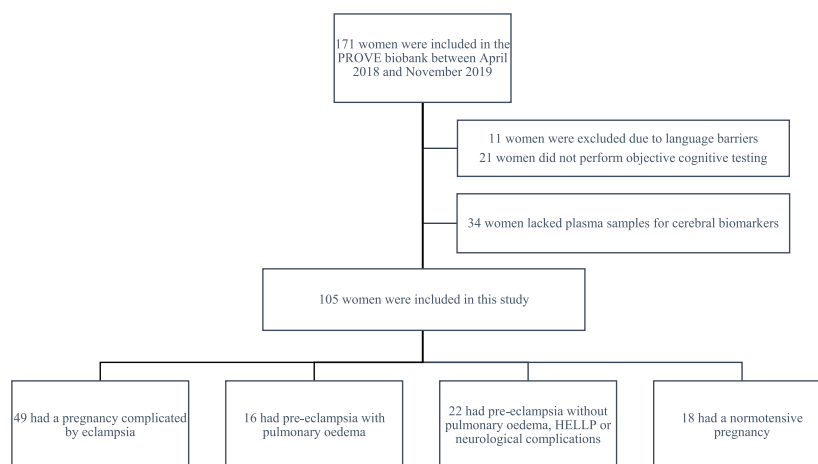 171 women were included in the
PROVE biobank between April
2018 and November 2019
11 women were excluded due to language barriers
21 women did not perform objective cognitive testing
34 women lacked plasma samples for cerebral biomarkers
105 women were included in this study
49 had a pregnancy complicated
by eclampsia
16 had pre-eclampsia with
pulmonary oedema
22 had pre-eclampsia without
pulmonary oedema, HELLP or
neurological complications
18 had a normotensive
pregnancy